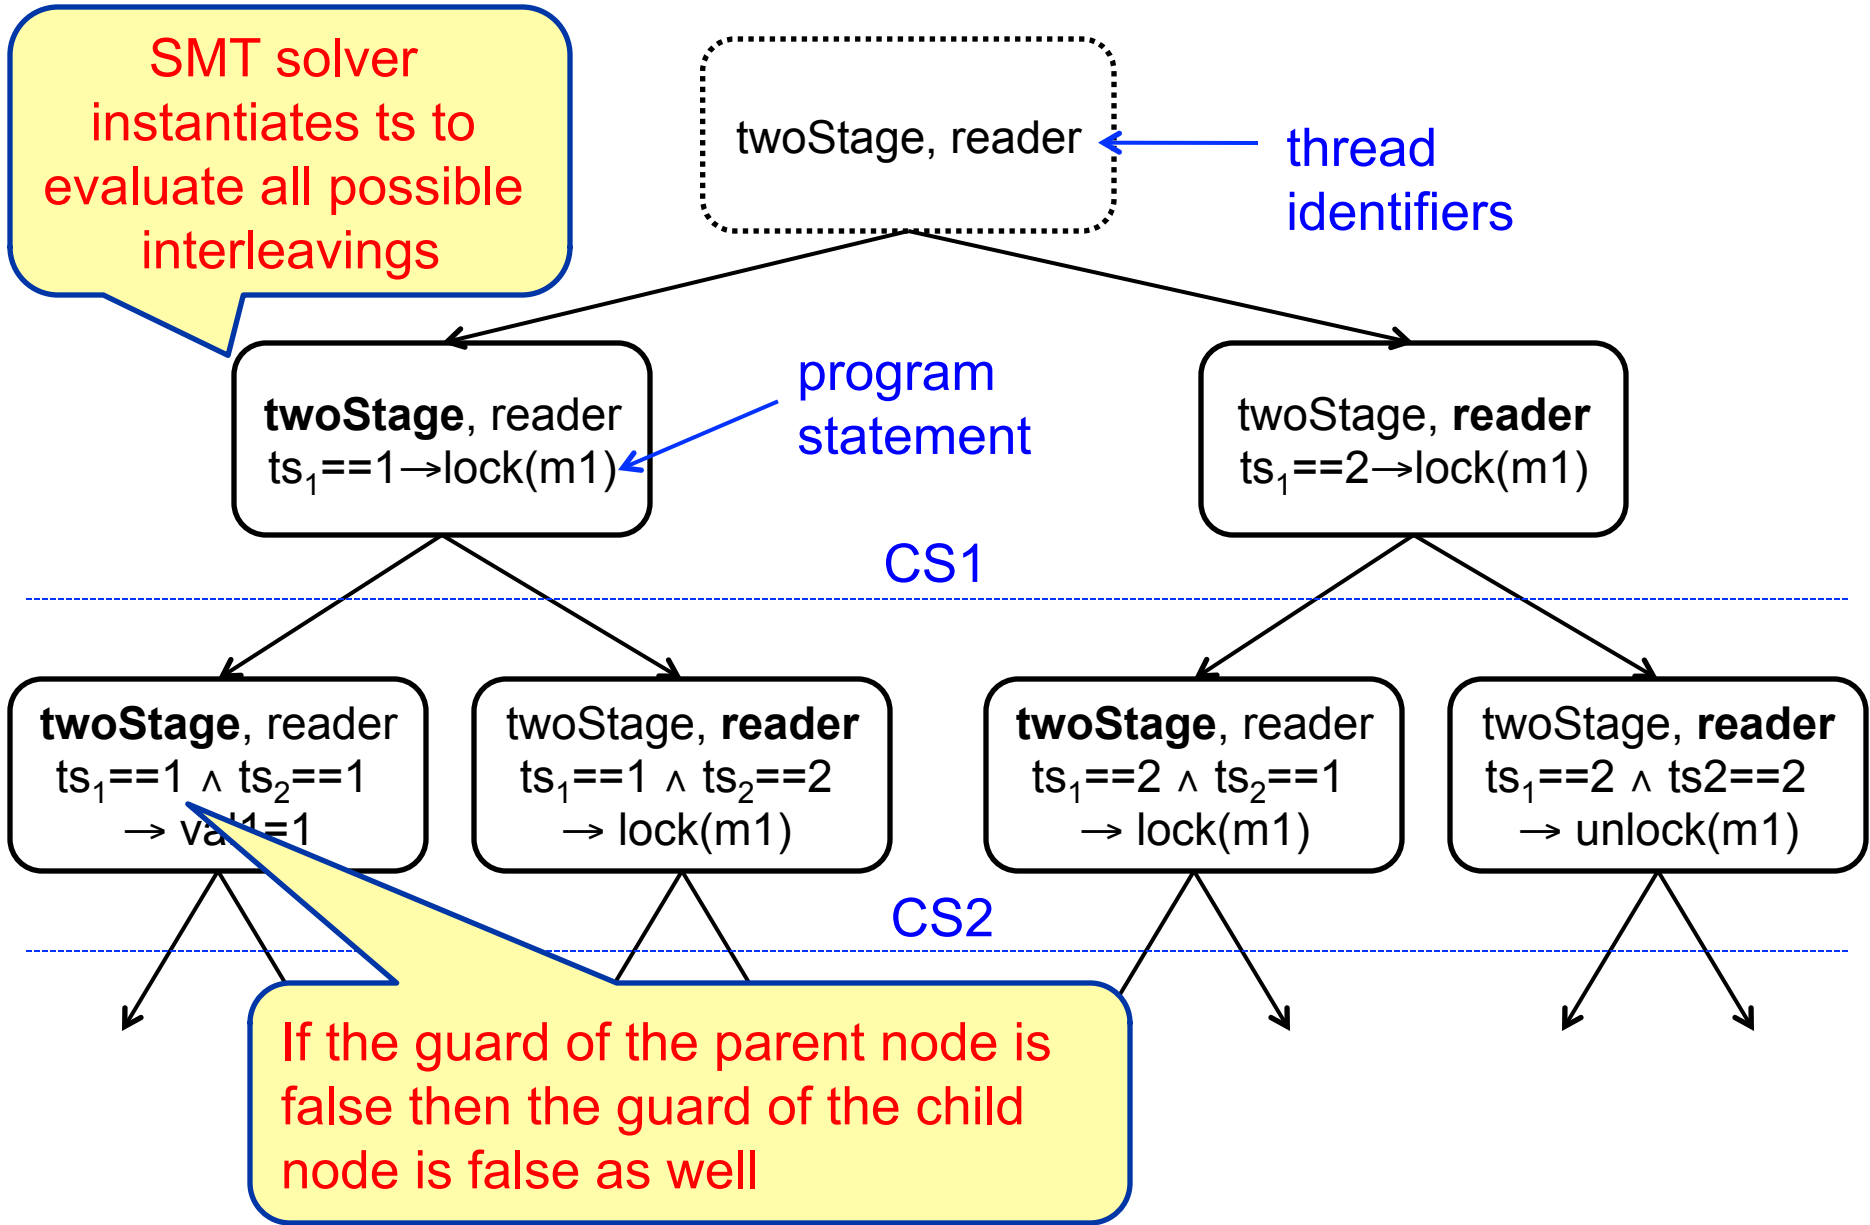 SMT solver
instantiates ts to
evaluate all possible
interleavings
twoStage, reader
thread
identifiers
twoStage, reader
ts₁==1→lock(m1)
program
statement
twoStage, reader
ts₁==2→lock(m1)
CS1
twoStage, reader
ts₁==1 ∧ ts₂==1
→ val1=1
twoStage, reader
ts₁==1 ∧ ts₂==2
→ lock(m1)
twoStage, reader
ts₁==2 ∧ ts₂==1
→ lock(m1)
twoStage, reader
ts₁==2 ∧ ts2==2
→ unlock(m1)
CS2
If the guard of the parent node is
false then the guard of the child
node is false as well